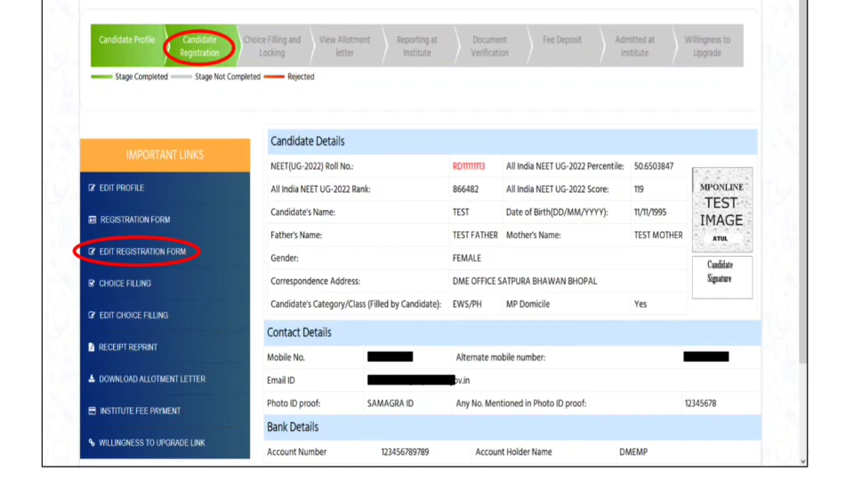 Candidate Profile
Candidate
Registration
Choice Filling and
Locking
View Allotment
letter
Reporting at
Institute
Document
Verification
Fee Deposit
Admitted at
Institute
Willingness to
Upgrade
Stage Completed
Stage Not Completed
Rejected
IMPORTANT LINKS
EDIT PROFILE
REGISTRATION FORM
EDIT REGISTRATION FORM
CHOICE FILLING
EDIT CHOICE FILLING
RECEIPT REPRINT
DOWNLOAD ALLOTMENT LETTER
INSTITUTE FEE PAYMENT
WILLINGNESS TO UPGRADE LINK
Candidate Details
NEET(UG-2022) Roll No.: RD11111113 All India NEET UG-2022 Percentile: 50.6503847
All India NEET UG-2022 Rank: 866482 All India NEET UG-2022 Score: 119
Candidate's Name: TEST Date of Birth(DD/MM/YYYY): 11/11/1995
Father's Name: TEST FATHER Mother's Name: TEST MOTHER
Gender: FEMALE
Correspondence Address: DME OFFICE SATPURA BHAWAN BHOPAL
Candidate's Category/Class (Filled by Candidate): EWS/PH MP Domicile Yes
MPONLINE
TEST
IMAGE
ATUL
Candidate
Signature
Contact Details
Mobile No. Alternate mobile number:
Email ID ov.in
Photo ID proof: SAMAGRA ID Any No. Mentioned in Photo ID proof: 12345678
Bank Details
Account Number 123456789789 Account Holder Name DMEMP